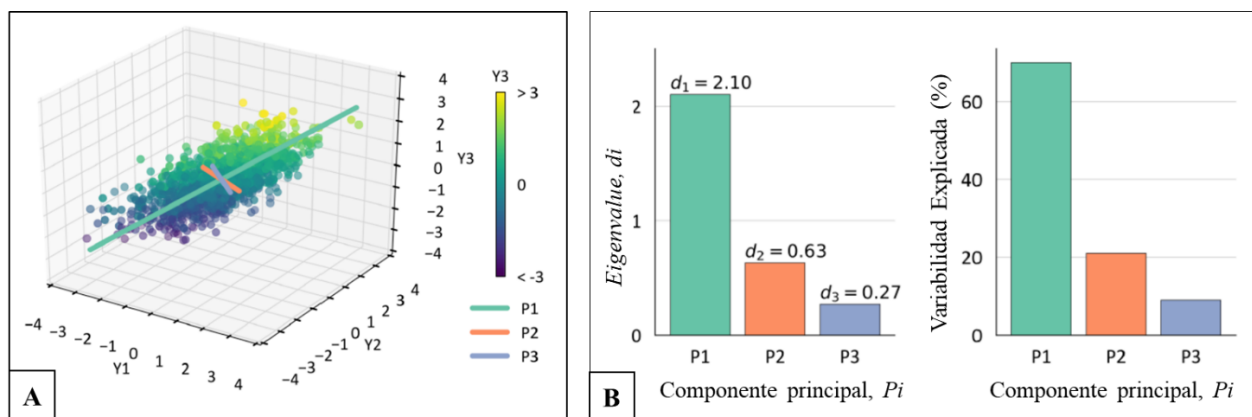 Y3
> 3
0
< -3
4
3
2
1
0
−1
−2
−3
−4
Y3
−4 −3 −2 −1 0 1 2 3 4
Y1
−4 −3 −2 −1 0 1 2 3 4
Y2
P1
P2
P3
A
Eigenvalue, di
2
1
0
d1 = 2.10
d2 = 0.63
d3 = 0.27
P1 P2 P3
Componente principal, Pi
Variabilidad Explicada (%)
60
40
20
0
P1 P2 P3
Componente principal, Pi
B